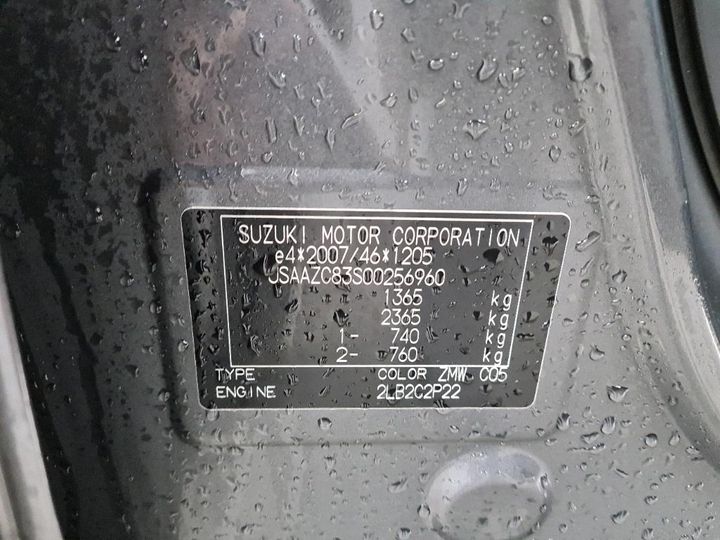 SUZUKI MOTOR CORPORATION
e4*2007/46*1205
JSAAZC83S00256960
1365 kg
2365 kg
1- 740 kg
2- 760 kg
TYPE COLOR ZMW C05
ENGINE 2LB2C2P22